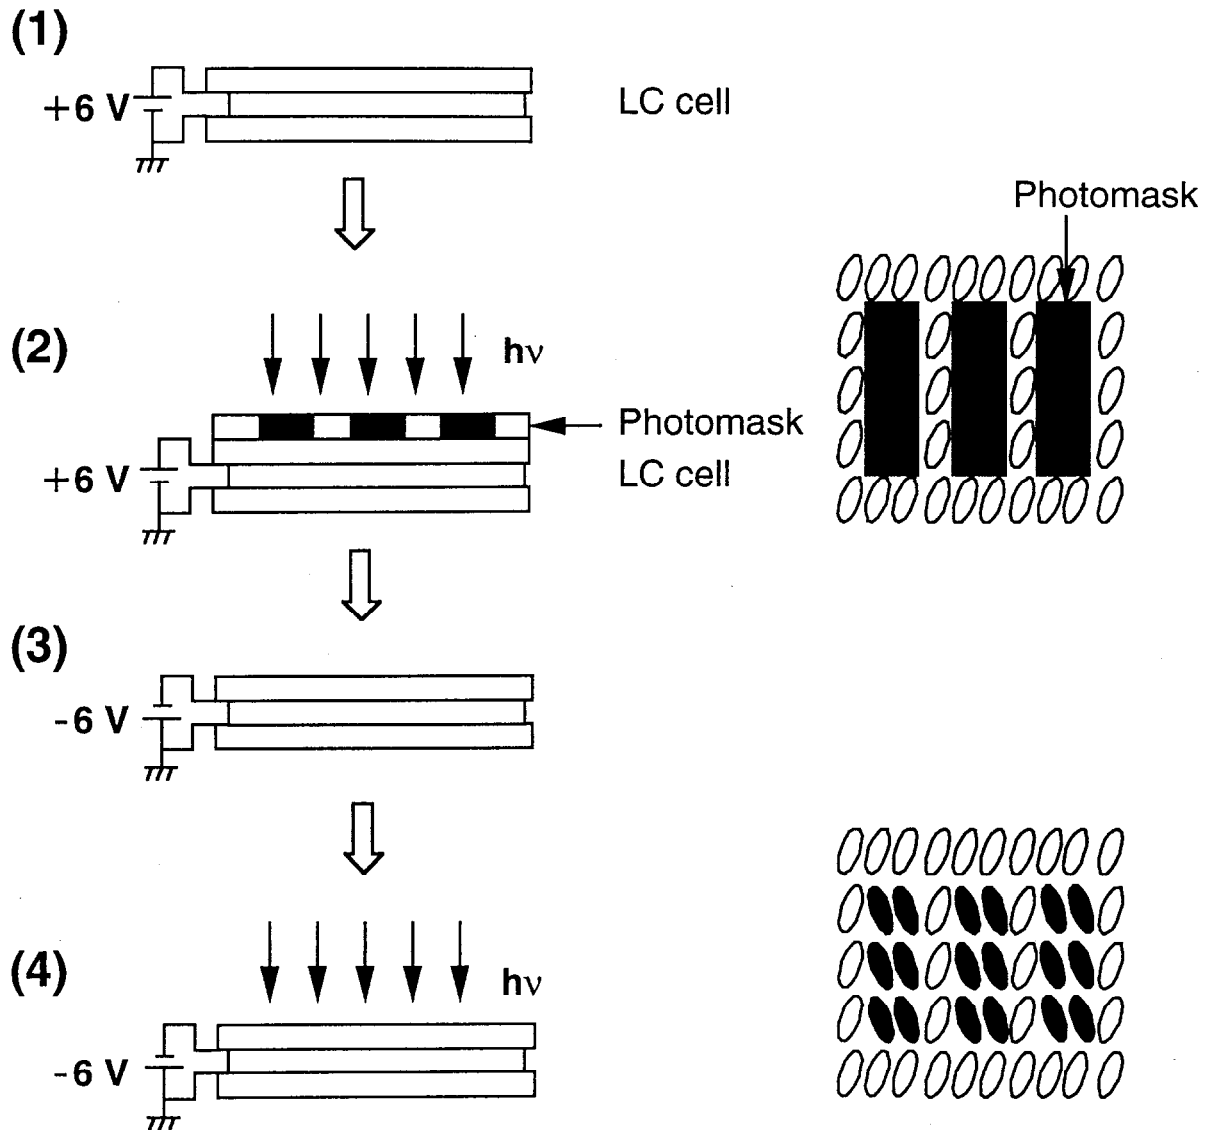 (1)
+6 V
LC cell
Photomask
(2)
hν
Photomask
+6 V
LC cell
(3)
-6 V
(4)
hν
-6 V